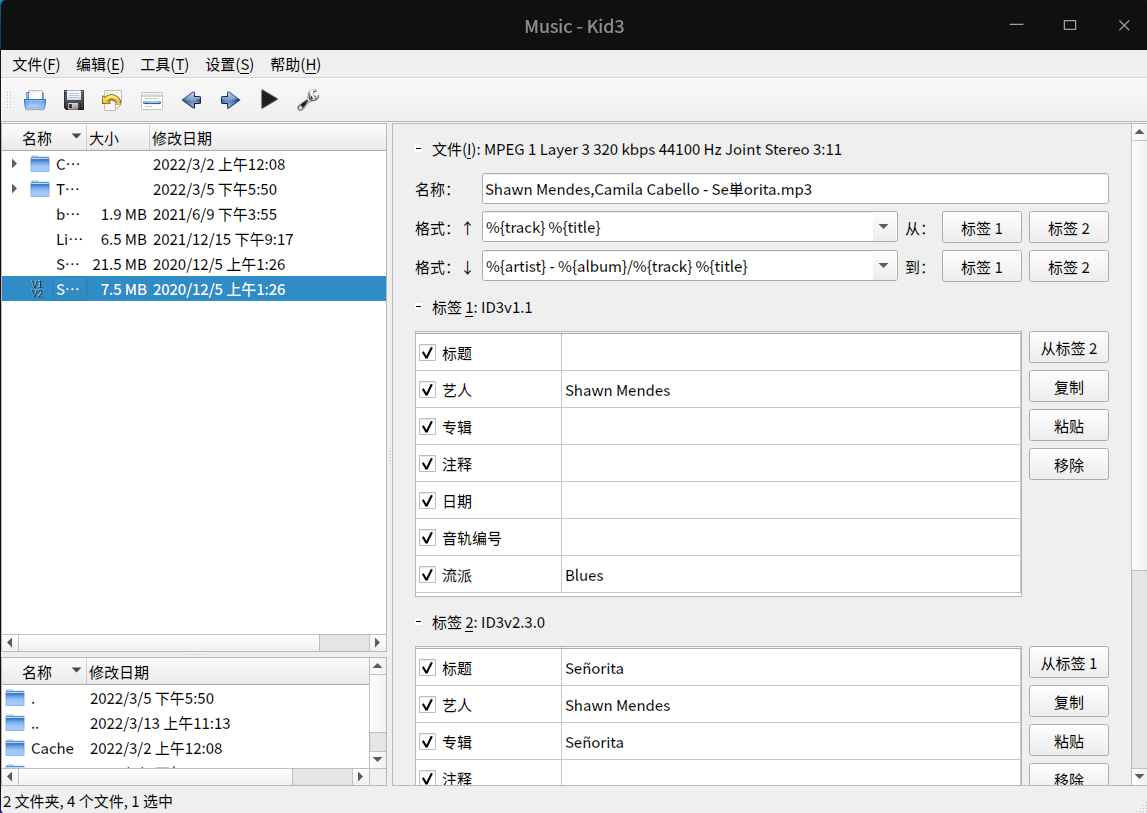 Music - Kid3
文件(F) 编辑(E) 工具(T) 设置(S) 帮助(H)
名称 大小 修改日期
C… 2022/3/2 上午12:08
T… 2022/3/5 下午5:50
b… 1.9 MB 2021/6/9 下午3:55
Li… 6.5 MB 2021/12/15 下午9:17
S… 21.5 MB 2020/12/5 上午1:26
V1 V2 S… 7.5 MB 2020/12/5 上午1:26
名称 修改日期
. 2022/3/5 下午5:50
.. 2022/3/13 上午11:13
Cache 2022/3/2 上午12:08
文件(I): MPEG 1 Layer 3 320 kbps 44100 Hz Joint Stereo 3:11
名称: Shawn Mendes,Camila Cabello - Se単orita.mp3
格式: ↑ %{track} %{title} 从: 标签 1 标签 2
格式: ↓ %{artist} - %{album}/%{track} %{title} 到: 标签 1 标签 2
标签 1: ID3v1.1
标题 从标签 2
艺人 Shawn Mendes 复制
专辑 粘贴
注释 移除
日期
音轨编号
流派 Blues
标签 2: ID3v2.3.0
标题 Señorita 从标签 1
艺人 Shawn Mendes 复制
专辑 Señorita 粘贴
注释 移除
2 文件夹, 4 个文件, 1 选中